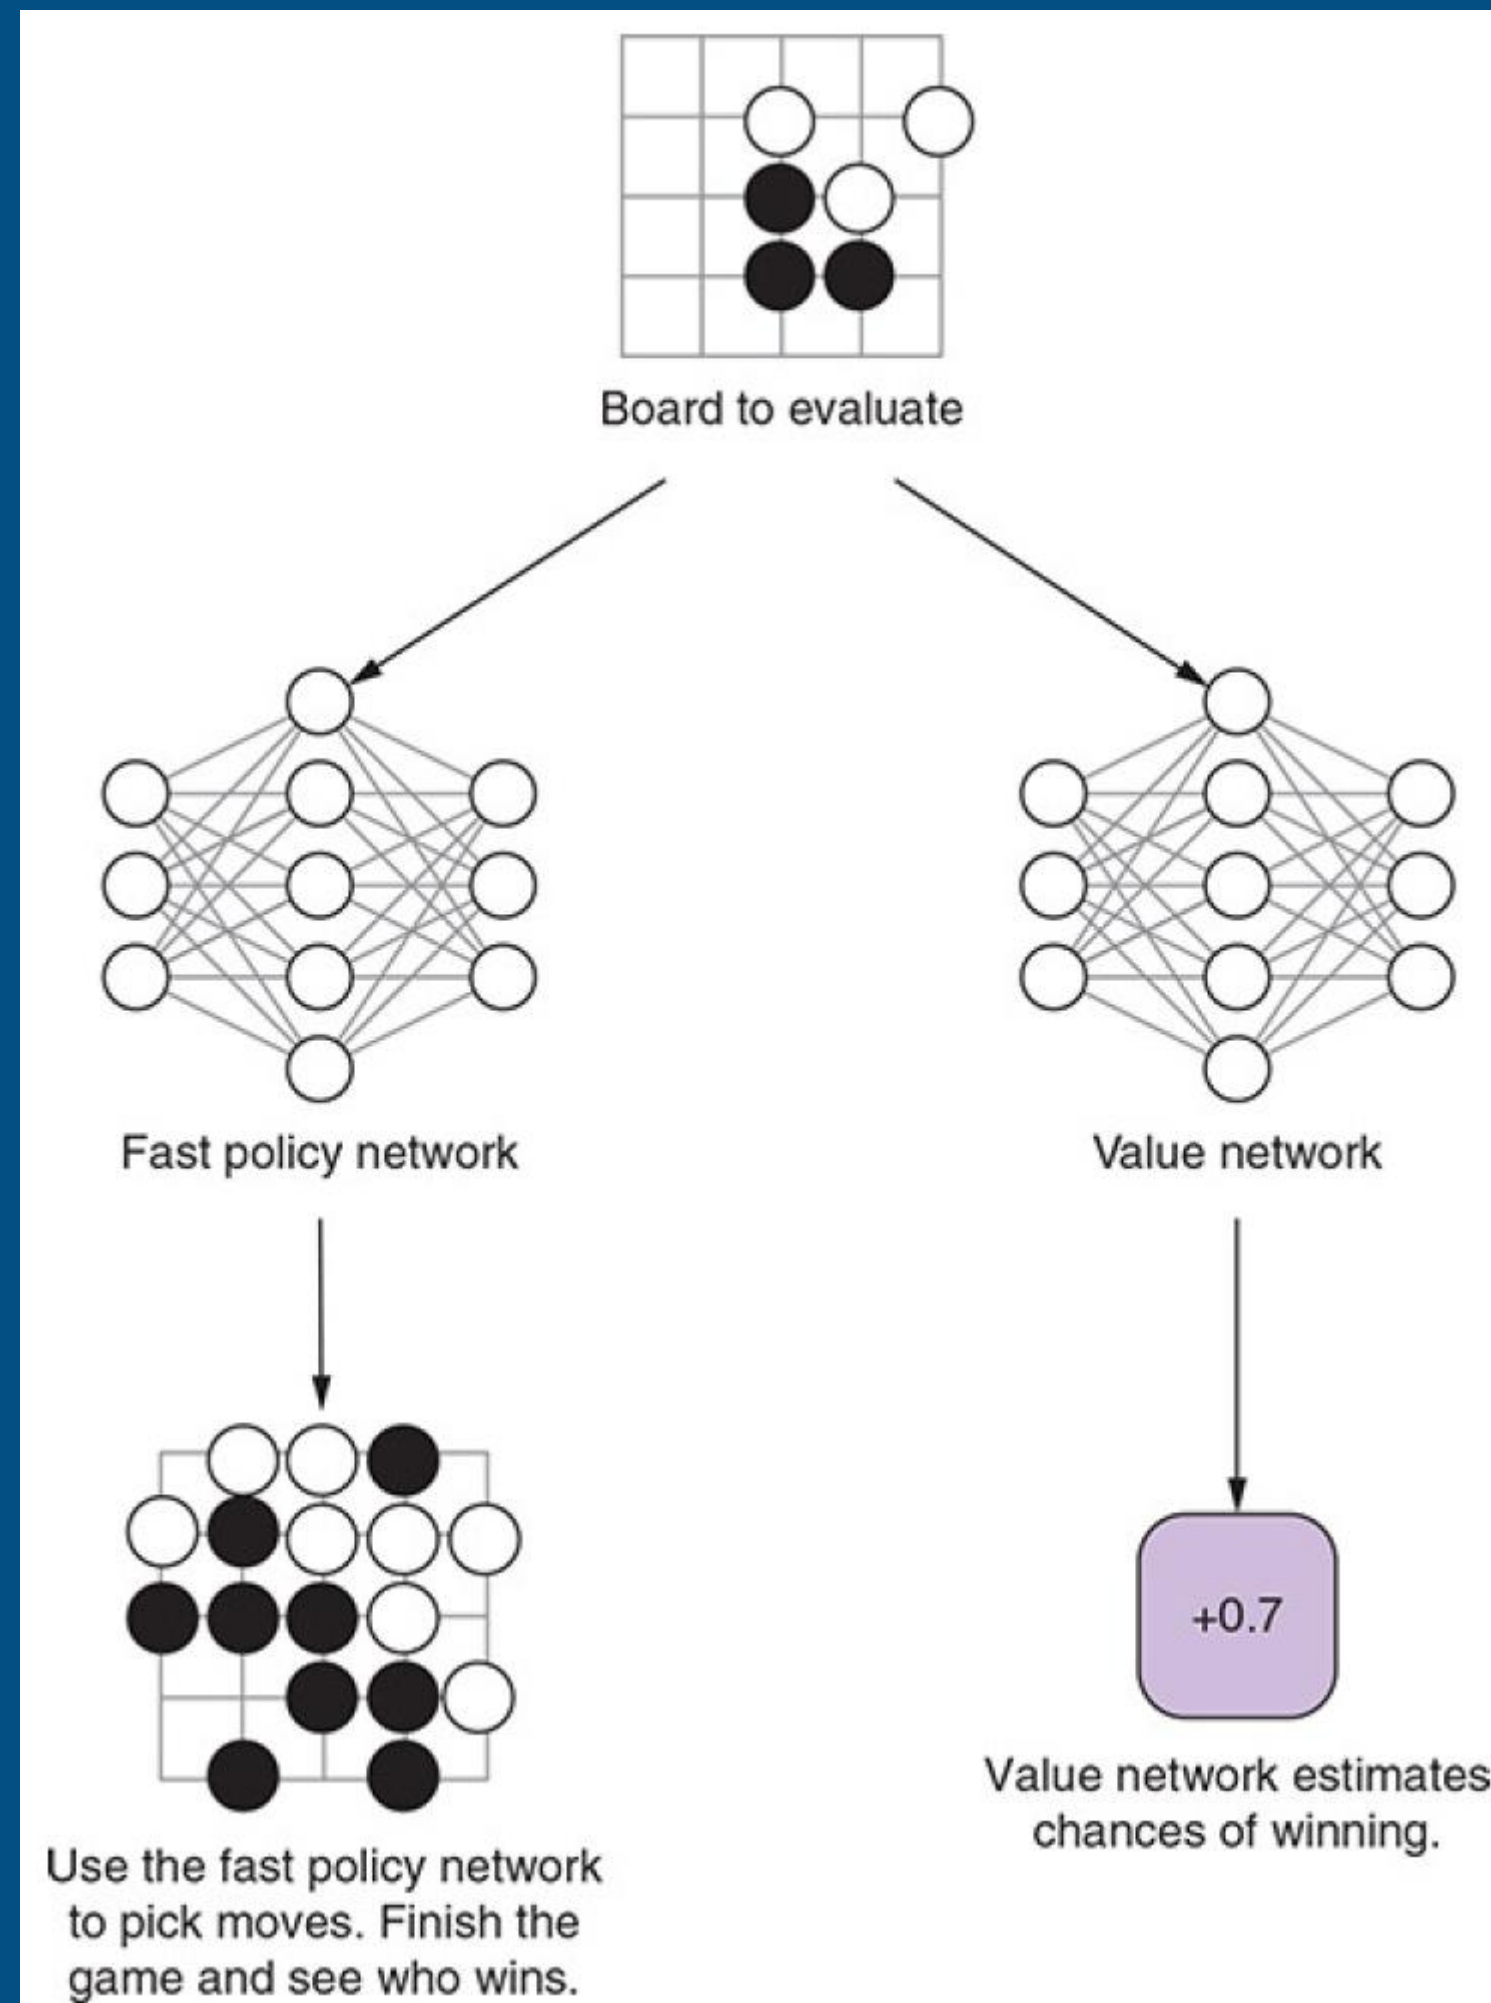 Board to evaluate
Fast policy network
Value network
+0.7
Value network estimates
chances of winning.
Use the fast policy network
to pick moves. Finish the
game and see who wins.